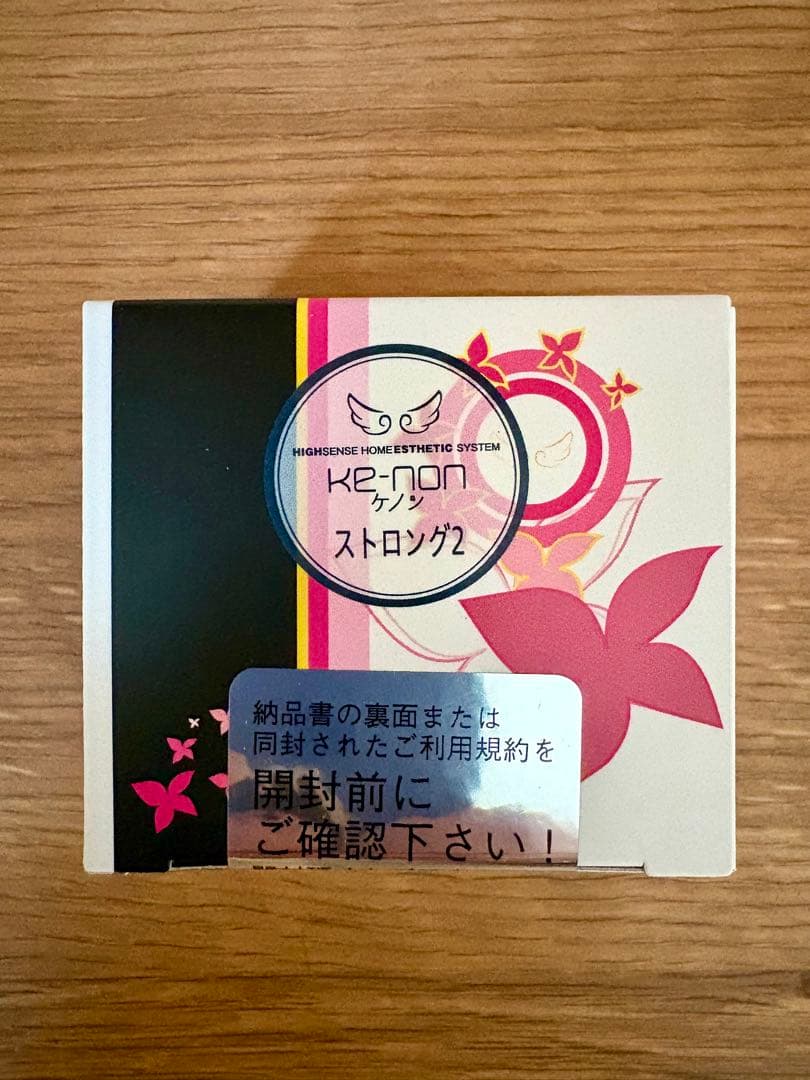 HIGHSENSE HOME ESTHETIC SYSTEM
Ke-non
ケノン
ストロング2
納品書の裏面または
同封されたご利用規約を
開封前に
ご確認下さい!